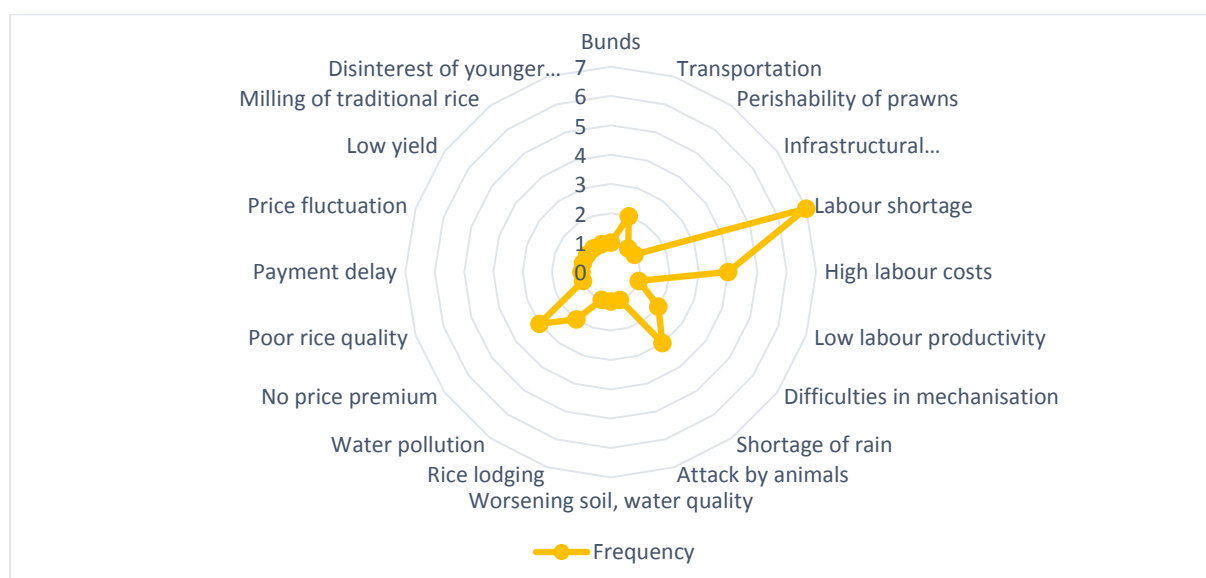 Bunds
Disinterest of younger...
7
Transportation
Milling of traditional rice
6
Perishability of prawns
5
Low yield
4
Infrastructural...
3
Price fluctuation
2
Labour shortage
1
Payment delay
0
High labour costs
Poor rice quality
Low labour productivity
No price premium
Difficulties in mechanisation
Water pollution
Shortage of rain
Rice lodging
Attack by animals
Worsening soil, water quality
Frequency